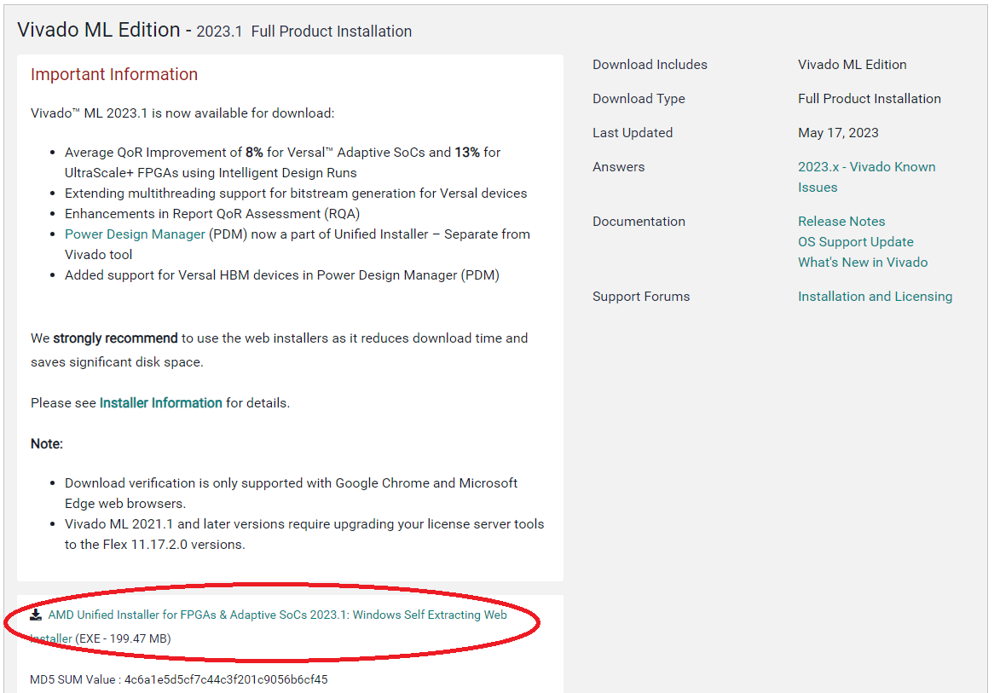 Vivado ML Edition - 2023.1 Full Product Installation
Important Information
Vivado™ ML 2023.1 is now available for download:
• Average QoR Improvement of 8% for Versal™ Adaptive SoCs and 13% for
UltraScale+ FPGAs using Intelligent Design Runs
• Extending multithreading support for bitstream generation for Versal devices
• Enhancements in Report QoR Assessment (RQA)
• Power Design Manager (PDM) now a part of Unified Installer – Separate from
Vivado tool
• Added support for Versal HBM devices in Power Design Manager (PDM)
We strongly recommend to use the web installers as it reduces download time and
saves significant disk space.
Please see Installer Information for details.
Note:
• Download verification is only supported with Google Chrome and Microsoft
Edge web browsers.
• Vivado ML 2021.1 and later versions require upgrading your license server tools
to the Flex 11.17.2.0 versions.
AMD Unified Installer for FPGAs & Adaptive SoCs 2023.1: Windows Self Extracting Web
Installer (EXE - 199.47 MB)
MD5 SUM Value : 4c6a1e5d5cf7c44c3f201c9056b6cf45
Download Includes Vivado ML Edition
Download Type Full Product Installation
Last Updated May 17, 2023
Answers 2023.x - Vivado Known
Issues
Documentation Release Notes
OS Support Update
What's New in Vivado
Support Forums Installation and Licensing